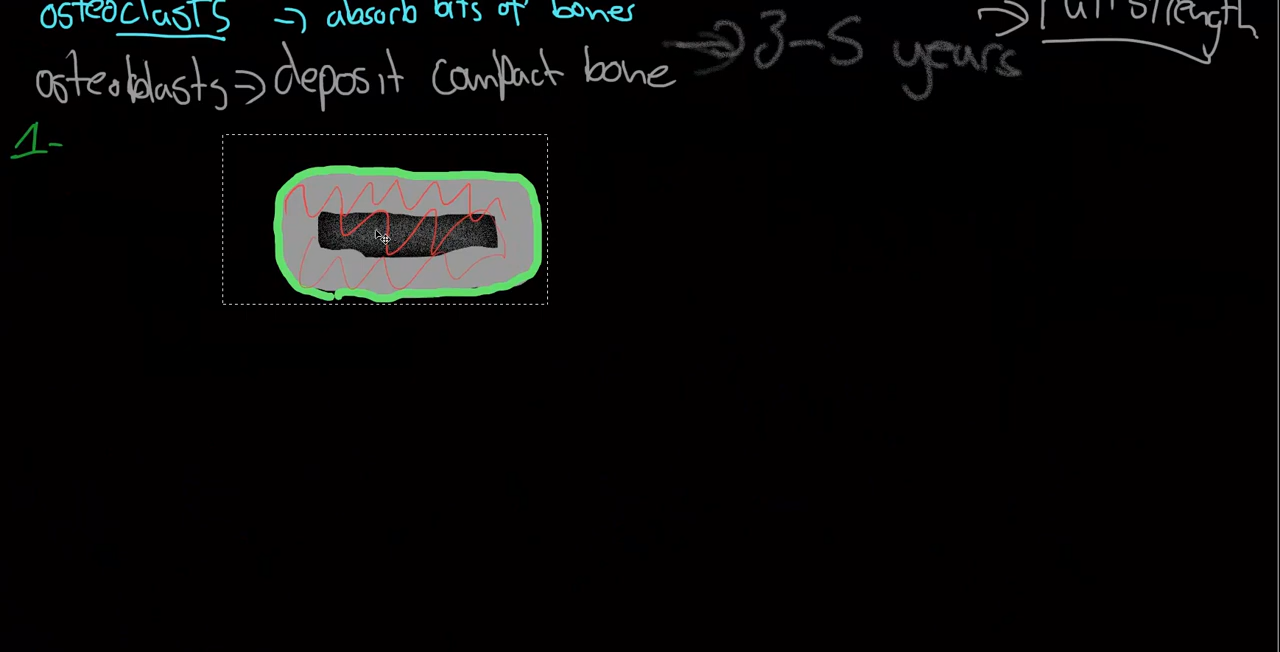 osteoclasts → absorb bits of bones
→ Full strength
osteoblasts → deposit compact bone → 3-5 years
1-